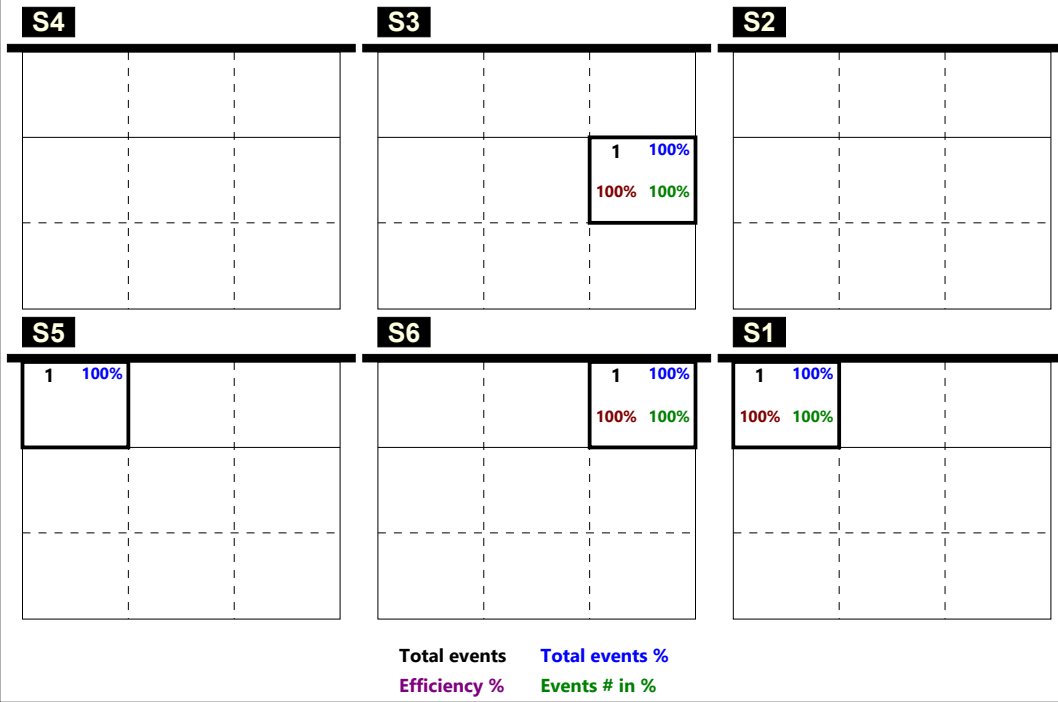 S4 S3 S2
1 100%
100% 100%
S5 S6 S1
1 100% 1 100% 1 100%
100% 100% 100% 100%
Total events Total events %
Efficiency % Events # in %